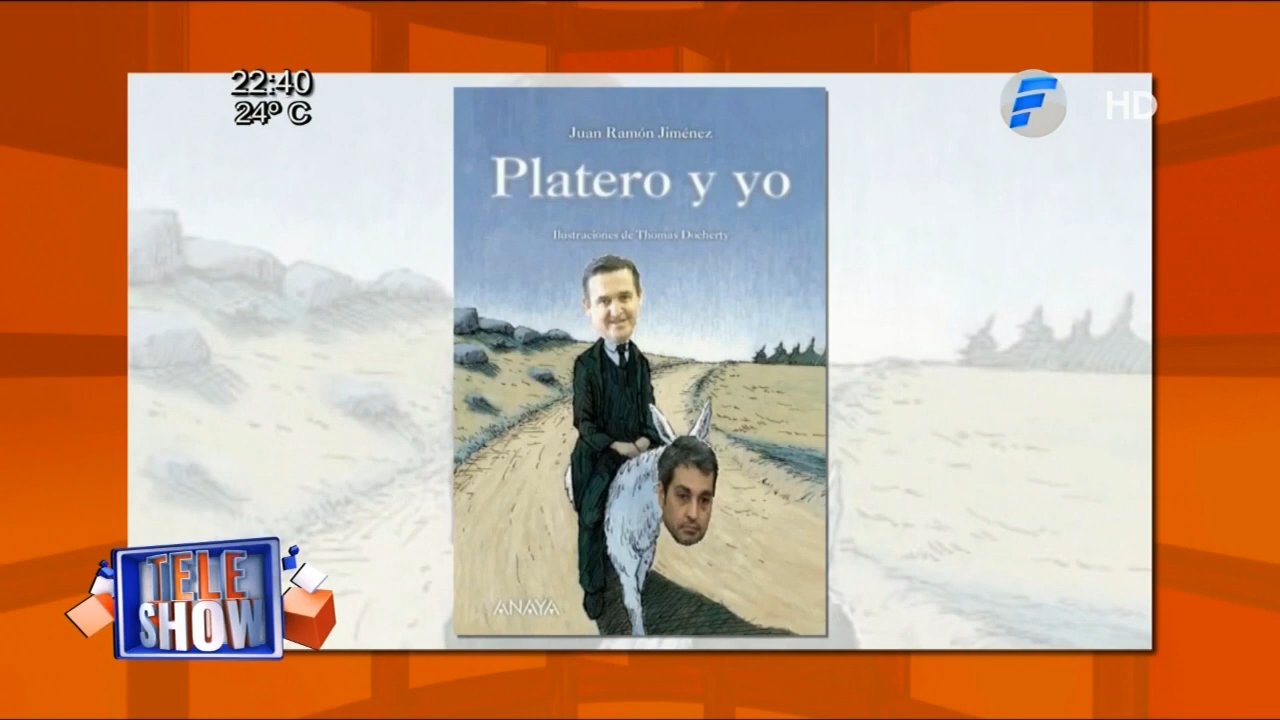 22:40
24º C
HD
Juan Ramón Jiménez
Platero y yo
Ilustraciones de Thomas Docherty
ANAYA
TELE
SHOW